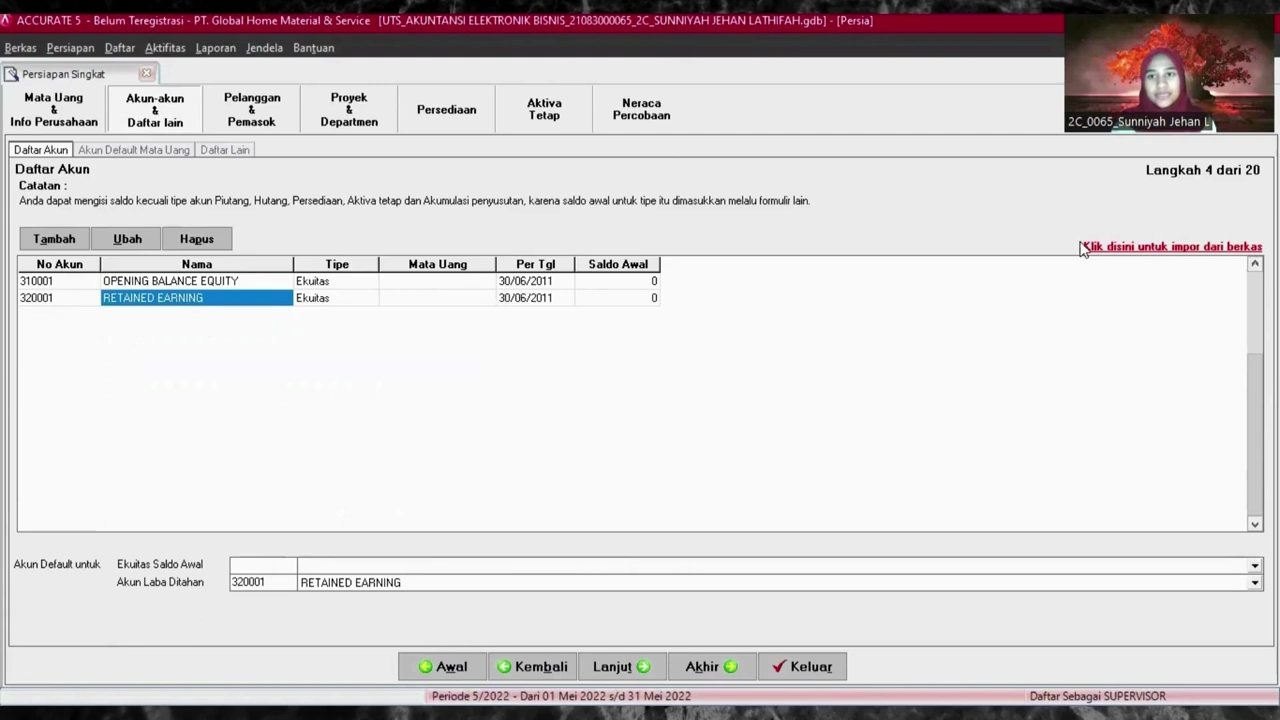 ACCURATE 5 - Belum Teregistrasi - PT. Global Home Material & Service [UTS_AKUNTANSI ELEKTRONIK BISNIS_21083000065_2C_SUNNIYAH JEHAN LATHIFAH.gdb] - [Persia]
Berkas Persiapan Daftar Aktifitas Laporan Jendela Bantuan
Persiapan Singkat
Mata Uang & Info Perusahaan
Akun-akun & Daftar lain
Pelanggan & Pemasok
Proyek & Departmen
Persediaan
Aktiva Tetap
Neraca Percobaan
2C_0065_Sunniyah Jehan L
Daftar Akun Akun Default Mata Uang Daftar Lain
Daftar Akun Langkah 4 dari 20
Catatan :
Anda dapat mengisi saldo kecuali tipe akun Piutang, Hutang, Persediaan, Aktiva tetap dan Akumulasi penyusutan, karena saldo awal untuk tipe itu dimasukkan melalu formulir lain.
Tambah Ubah Hapus
Klik disini untuk impor dari berkas
No Akun Nama Tipe Mata Uang Per Tgl Saldo Awal
310001 OPENING BALANCE EQUITY Ekuitas 30/06/2011 0
320001 RETAINED EARNING Ekuitas 30/06/2011 0
Akun Default untuk Ekuitas Saldo Awal
Akun Laba Ditahan 320001 RETAINED EARNING
Awal Kembali Lanjut Akhir Keluar
Periode 5/2022 - Dari 01 Mei 2022 s/d 31 Mei 2022 Daftar Sebagai SUPERVISOR